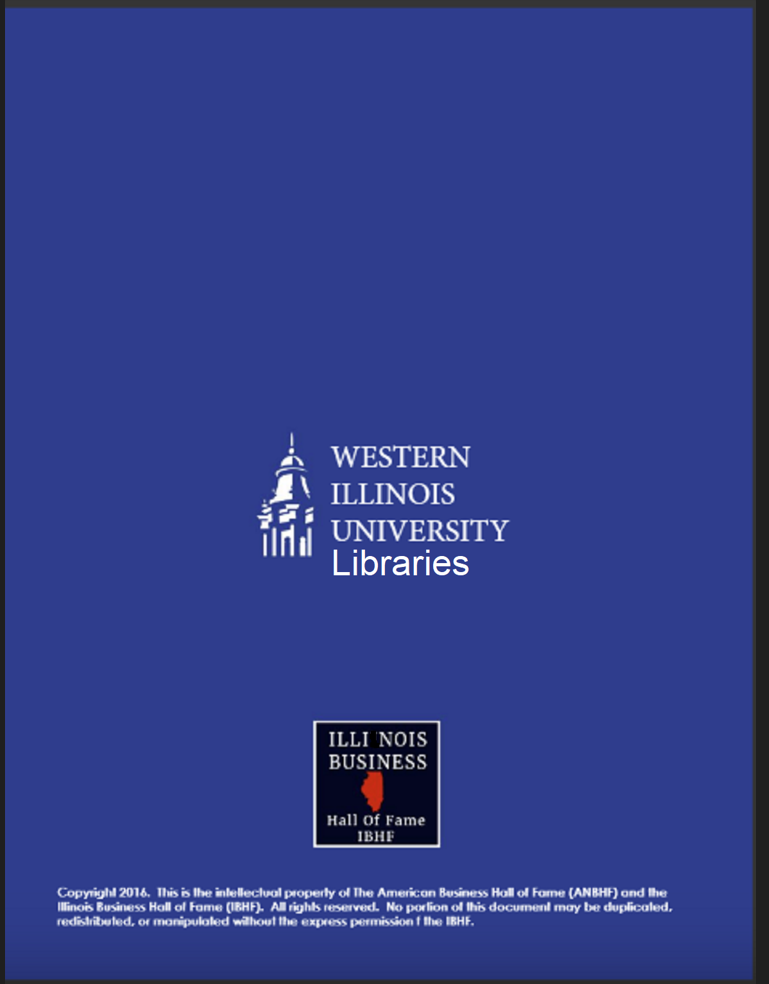 WESTERN
ILLINOIS
UNIVERSITY
Libraries
ILLI NOIS
BUSINESS
Hall Of Fame
IBHF
Copyright 2016. This is the intellectual property of The American Business Hall of Fame (ANBHF) and the
Illinois Business Hall of Fame (IBHF). All rights reserved. No portion of this document may be duplicated,
redistributed, or manipulated without the express permission f the IBHF.